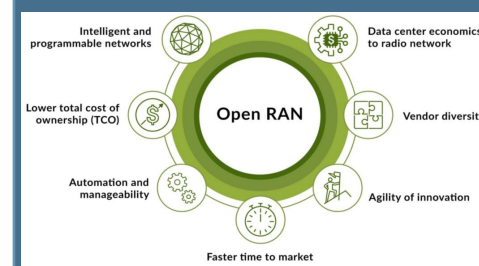 Intelligent and
programmable networks
Data center economics
to radio network
Lower total cost of
ownership (TCO)
Open RAN
Vendor diversit
Automation and
manageability
Agility of innovation
Faster time to market